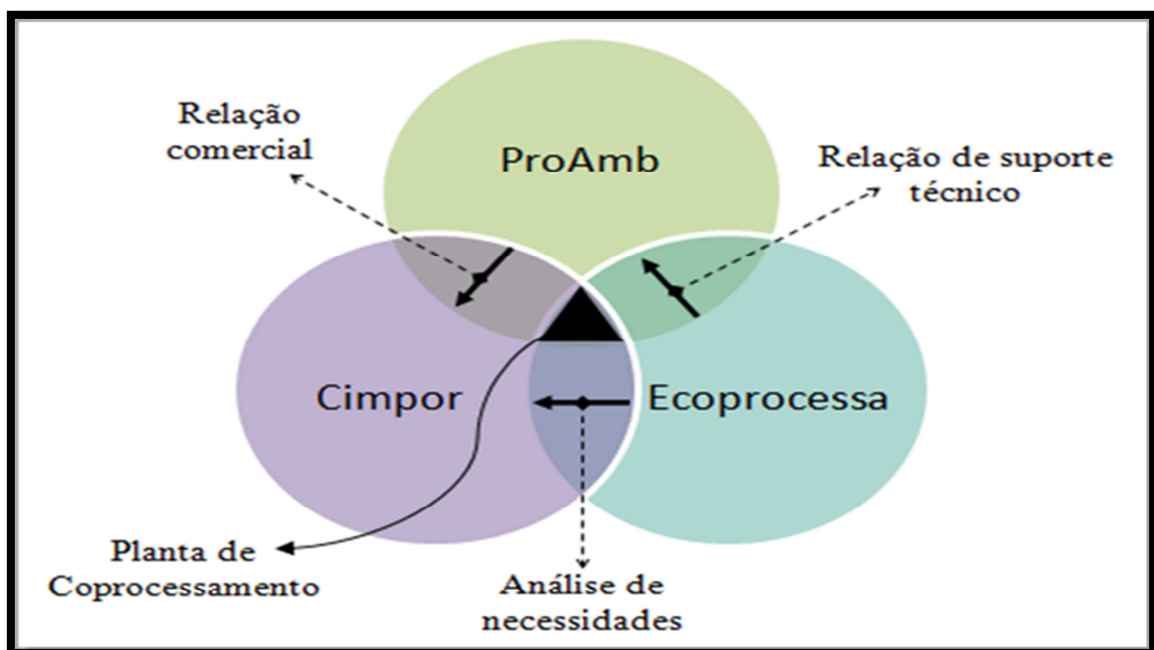 Relação
comercial
ProAmb
Relação de suporte
técnico
Cimpor
Ecoprocessa
Planta de
Coprocessamento
Análise de
necessidades